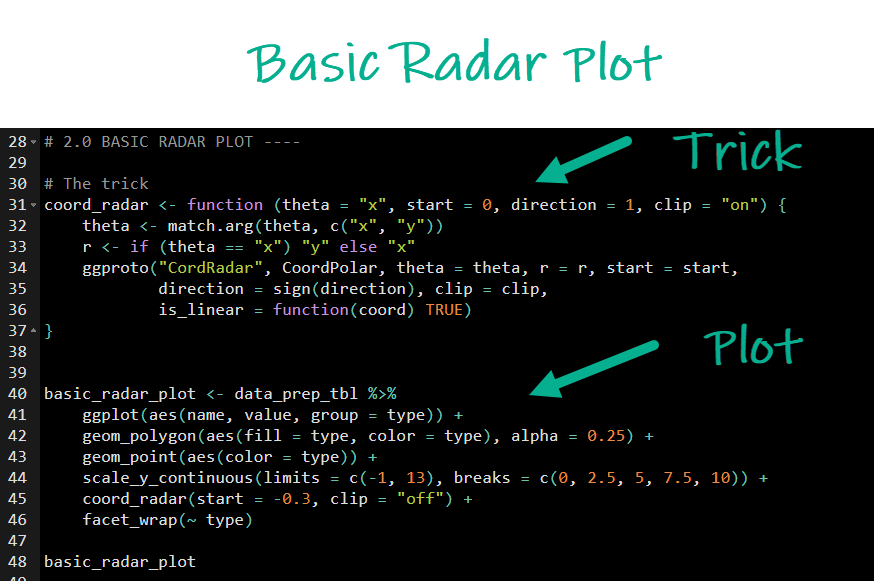 Basic Radar Plot
Trick
28 # 2.0 BASIC RADAR PLOT ----
29
30 # The trick
31 coord_radar <- function (theta = "x", start = 0, direction = 1, clip = "on") {
32     theta <- match.arg(theta, c("x", "y"))
33     r <- if (theta == "x") "y" else "x"
34     ggproto("CordRadar", CoordPolar, theta = theta, r = r, start = start,
35             direction = sign(direction), clip = clip,
36             is_linear = function(coord) TRUE)
37 }
38
Plot
39
40 basic_radar_plot <- data_prep_tbl %>%
41     ggplot(aes(name, value, group = type)) +
42     geom_polygon(aes(fill = type, color = type), alpha = 0.25) +
43     geom_point(aes(color = type)) +
44     scale_y_continuous(limits = c(-1, 13), breaks = c(0, 2.5, 5, 7.5, 10)) +
45     coord_radar(start = -0.3, clip = "off") +
46     facet_wrap(~ type)
47
48 basic_radar_plot